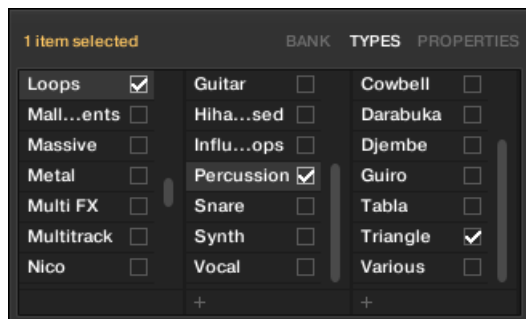 1 item selected BANK TYPES PROPERTIES
Loops Guitar Cowbell
Mall...ents Hiha...sed Darabuka
Massive Influ...ops Djembe
Metal Percussion Guiro
Multi FX Snare Tabla
Multitrack Synth Triangle
Nico Vocal Various
+ +